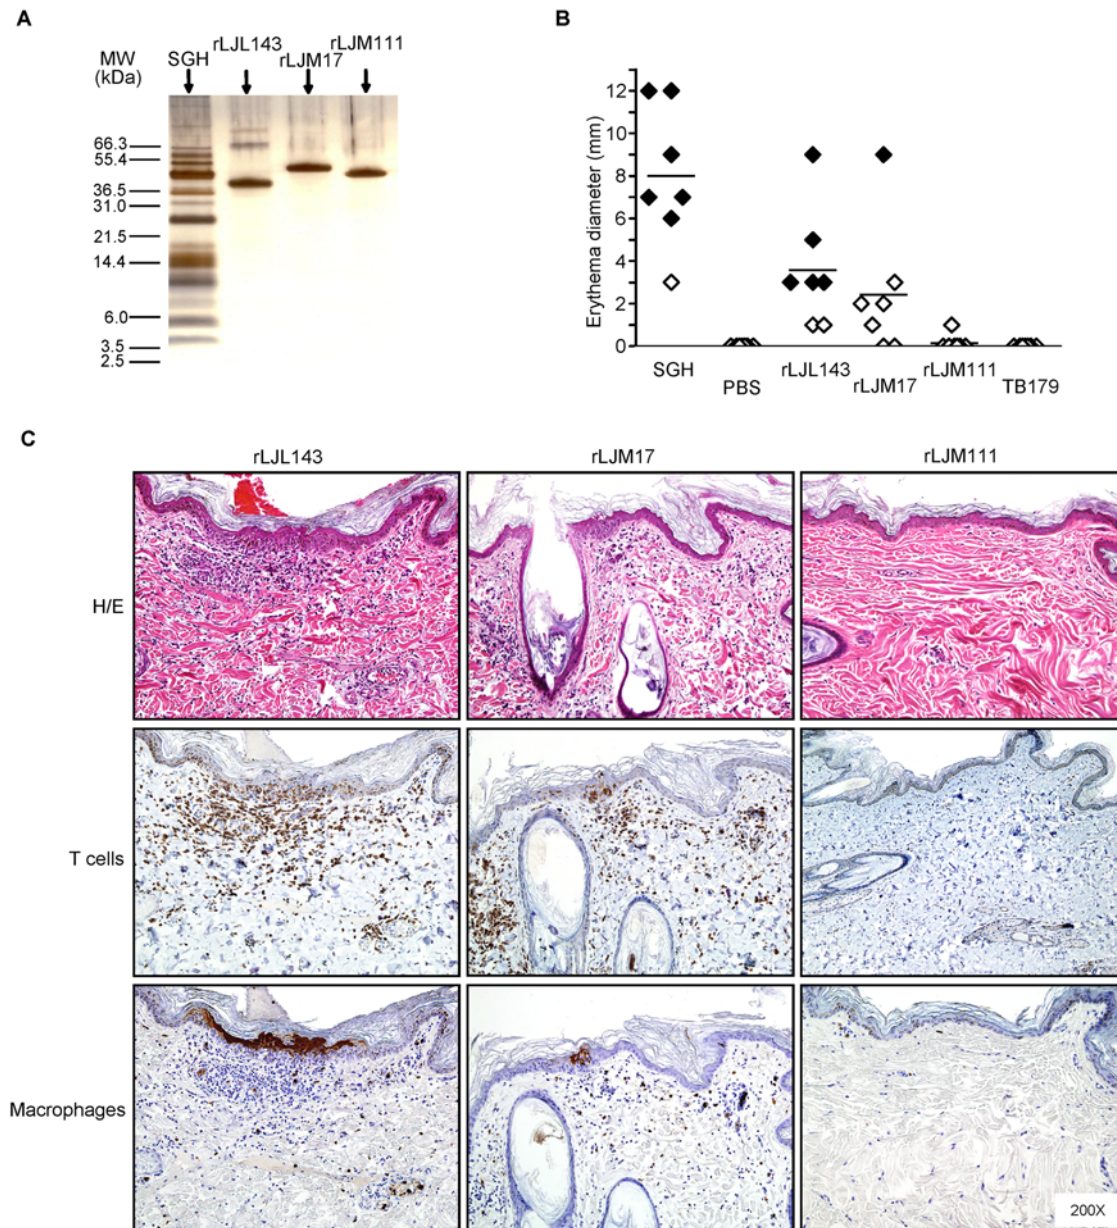 A
MW
(kDa)
SGH
rLJL143
rLJM17
rLJM111
66.3
55.4
36.5
31.0
21.5
14.4
6.0
3.5
2.5
B
Erythema diameter (mm)
12
10
8
6
4
2
0
SGH
PBS
rLJL143
rLJM17
rLJM111
TB179
C
rLJL143
rLJM17
rLJM111
H/E
T cells
Macrophages
200X